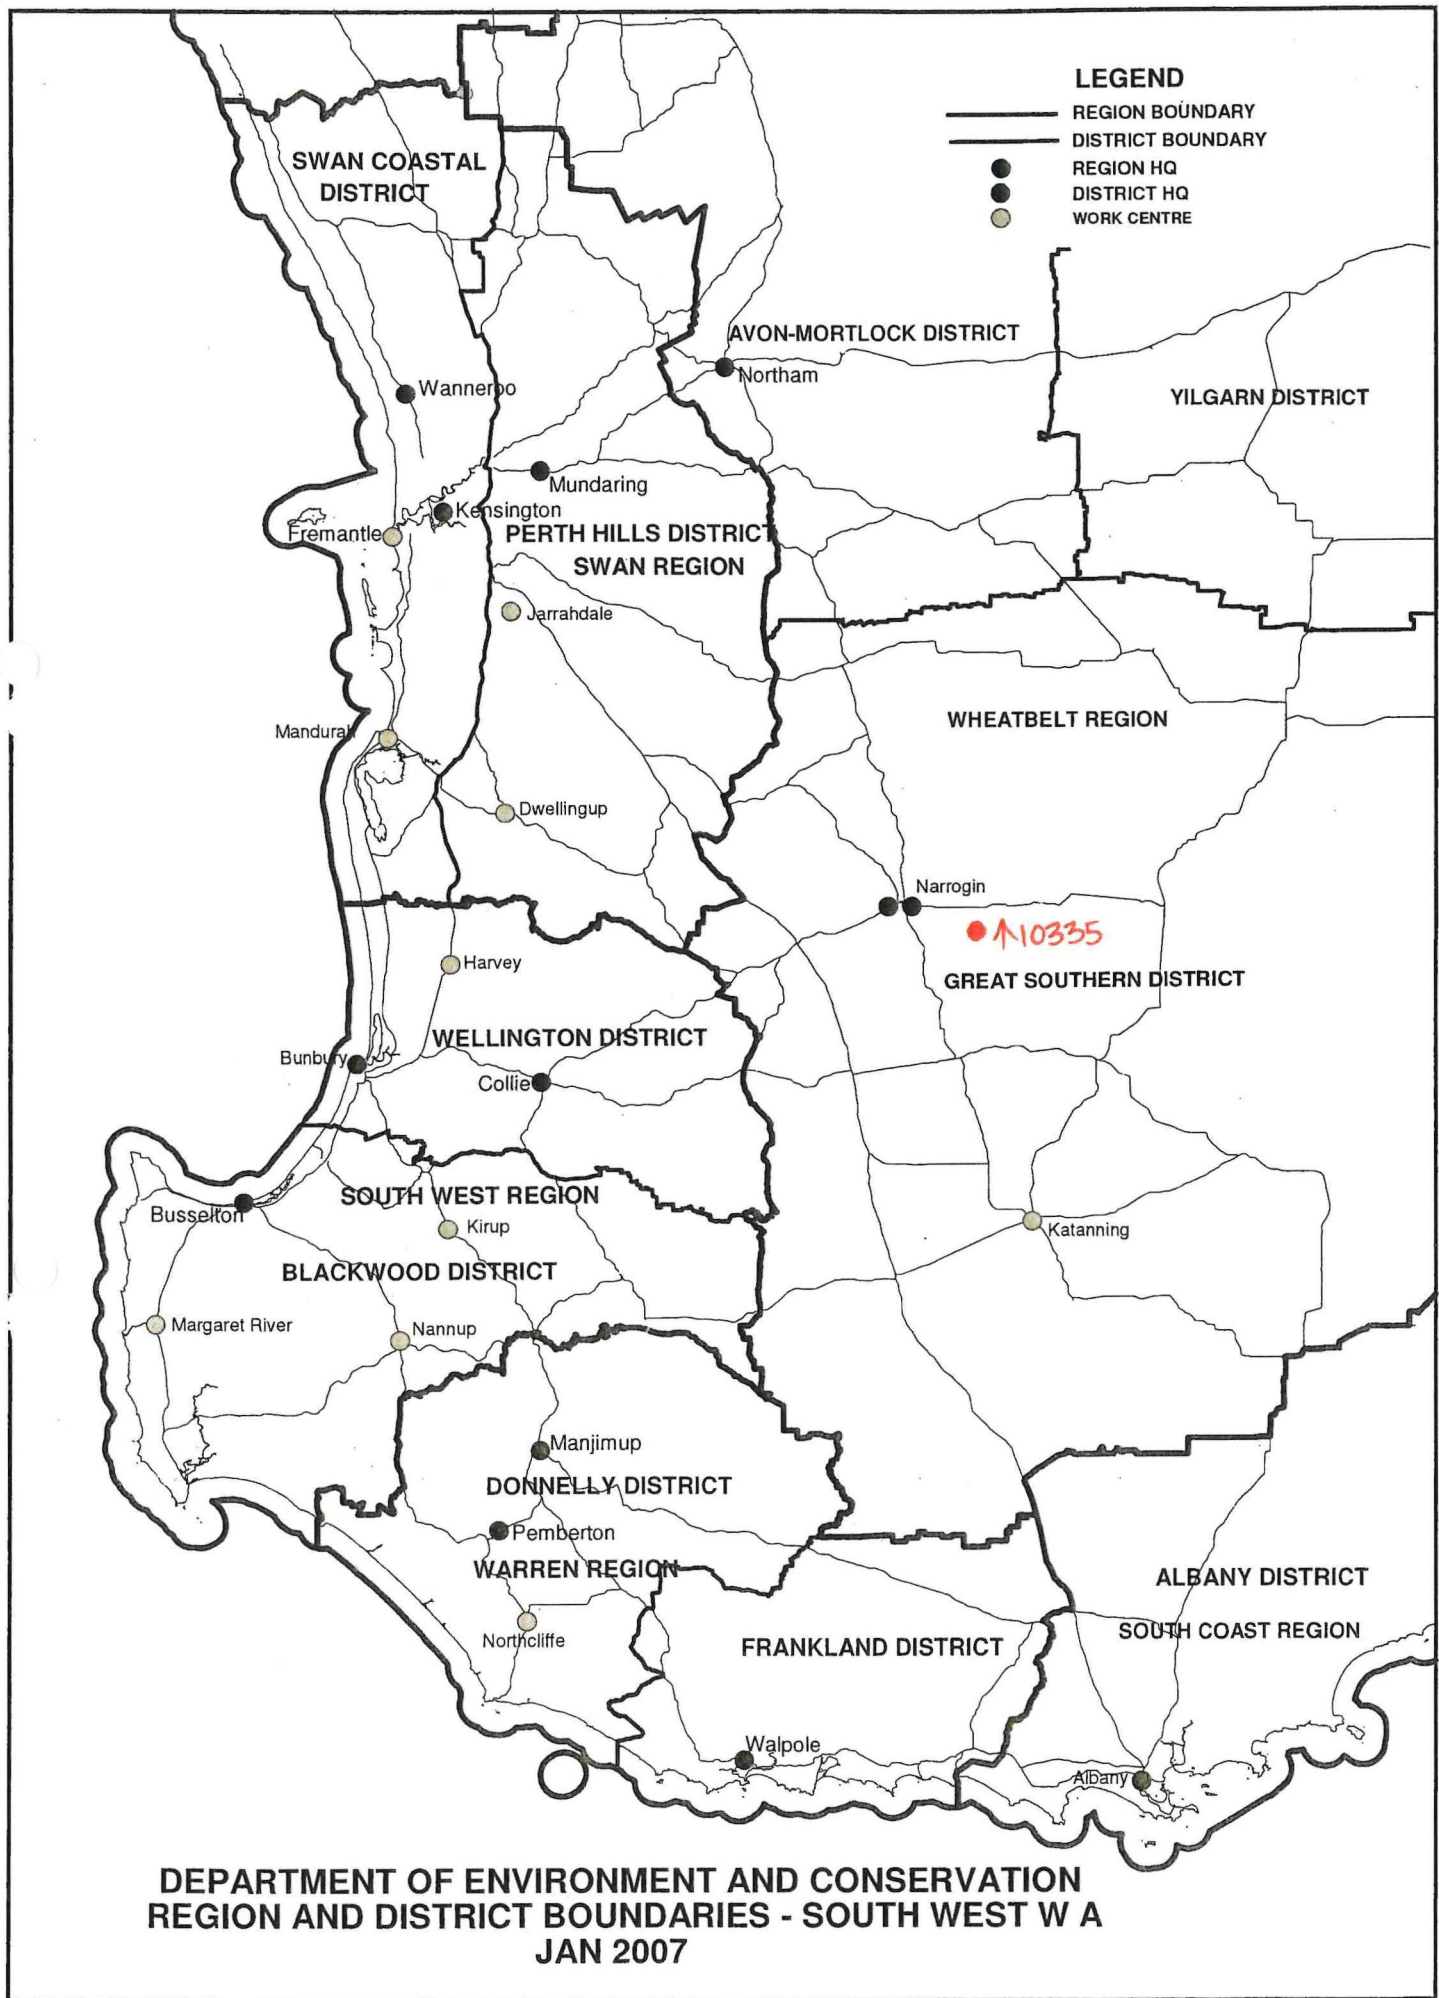 LEGEND
REGION BOUNDARY
DISTRICT BOUNDARY
REGION HQ
DISTRICT HQ
WORK CENTRE
SWAN COASTAL
DISTRICT
AVON-MORTLOCK DISTRICT
Northam
YILGARN DISTRICT
Wanneroo
Mundaring
Kensington
Fremantle
PERTH HILLS DISTRICT
SWAN REGION
Jarrahdale
WHEATBELT REGION
Mandurah
Dwellingup
Narrogin
↑10335
GREAT SOUTHERN DISTRICT
Harvey
WELLINGTON DISTRICT
Bunbury
Collie
SOUTH WEST REGION
Busselton
Kirup
Katanning
BLACKWOOD DISTRICT
Margaret River
Nannup
Manjimup
DONNELLY DISTRICT
Pemberton
WARREN REGION
ALBANY DISTRICT
Northcliffe
FRANKLAND DISTRICT
SOUTH COAST REGION
Walpole
Albany
DEPARTMENT OF ENVIRONMENT AND CONSERVATION
REGION AND DISTRICT BOUNDARIES - SOUTH WEST W A
JAN 2007